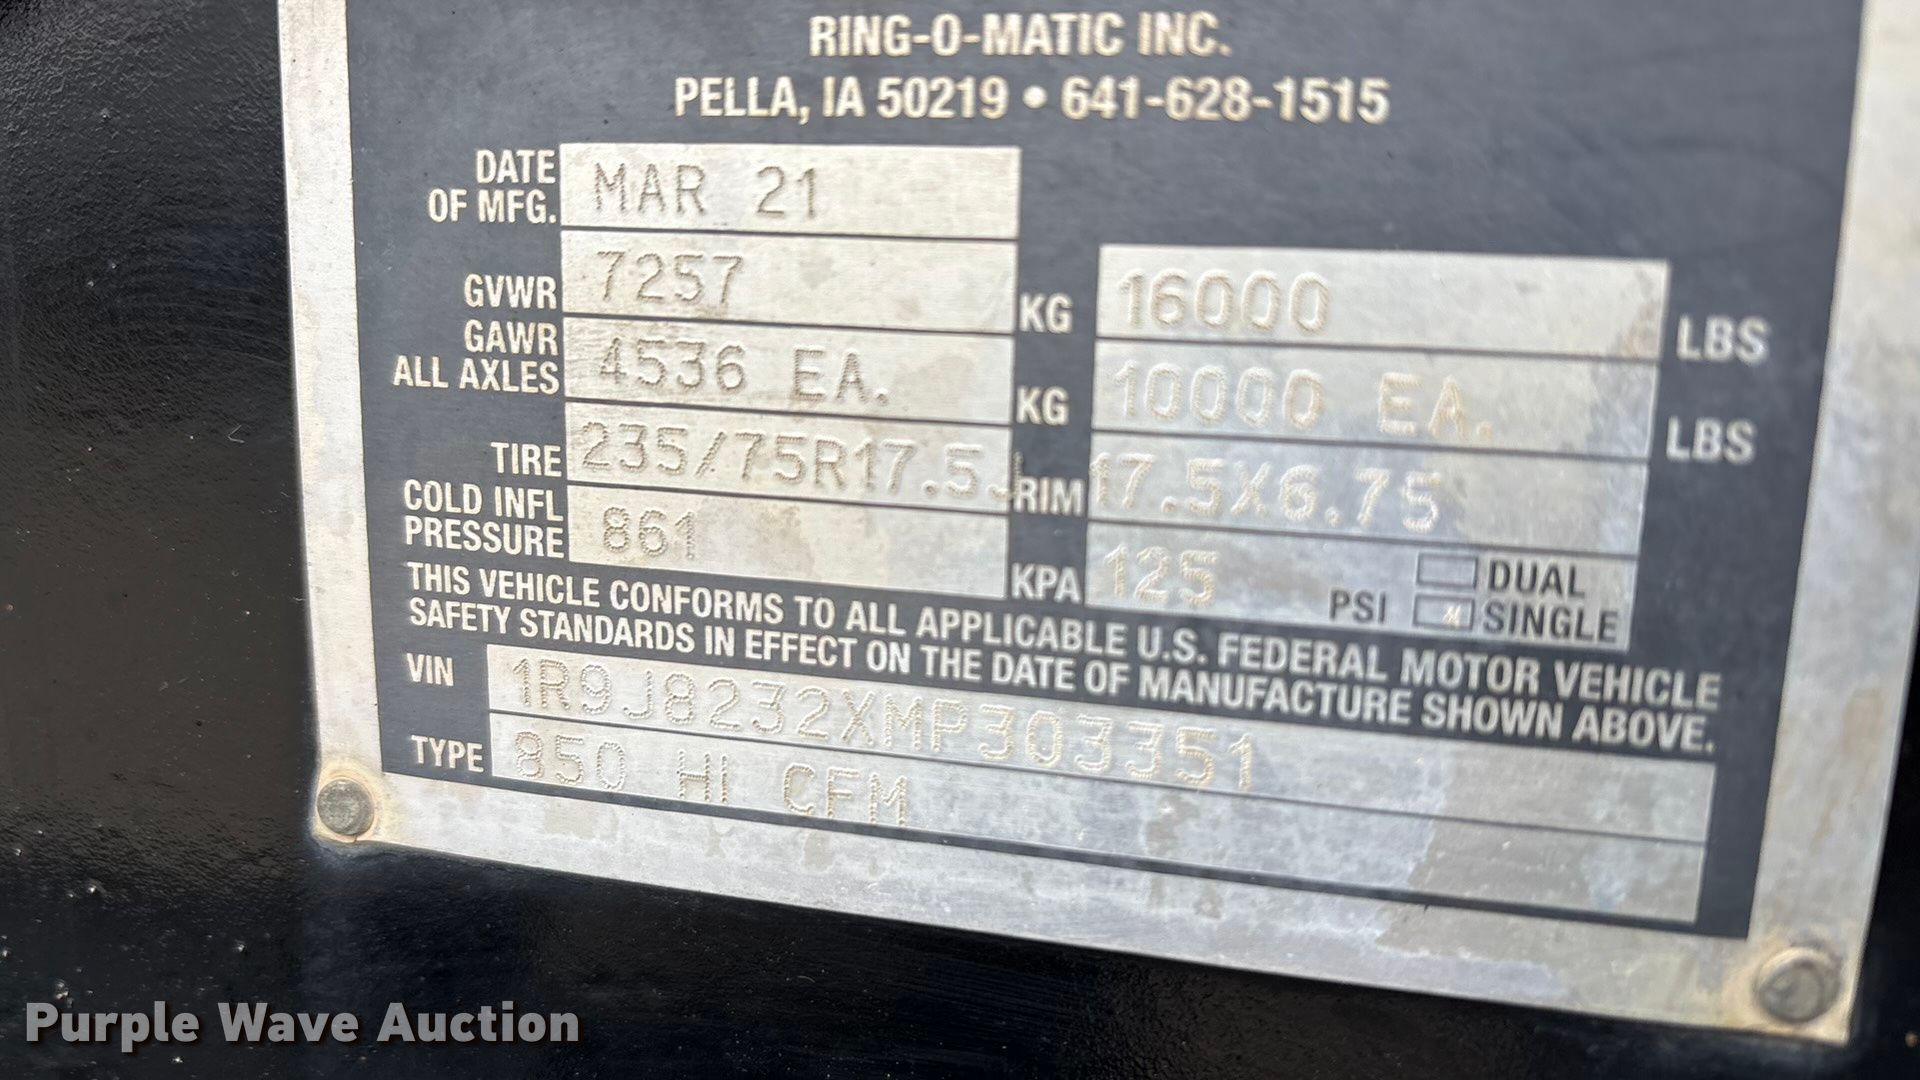 RING-O-MATIC INC.
PELLA, IA 50219 • 641-628-1515
DATE OF MFG. MAR 21
GVWR 7257 KG 16000 LBS
GAWR ALL AXLES 4536 EA. KG 10000 EA. LBS
TIRE 235/75R17.5J RIM 17.5X6.75
COLD INFL PRESSURE 861 KPA 125 PSI DUAL
X SINGLE
THIS VEHICLE CONFORMS TO ALL APPLICABLE U.S. FEDERAL MOTOR VEHICLE
SAFETY STANDARDS IN EFFECT ON THE DATE OF MANUFACTURE SHOWN ABOVE.
VIN 1R9J8232XMP303351
TYPE 850 HI CFM
Purple Wave Auction